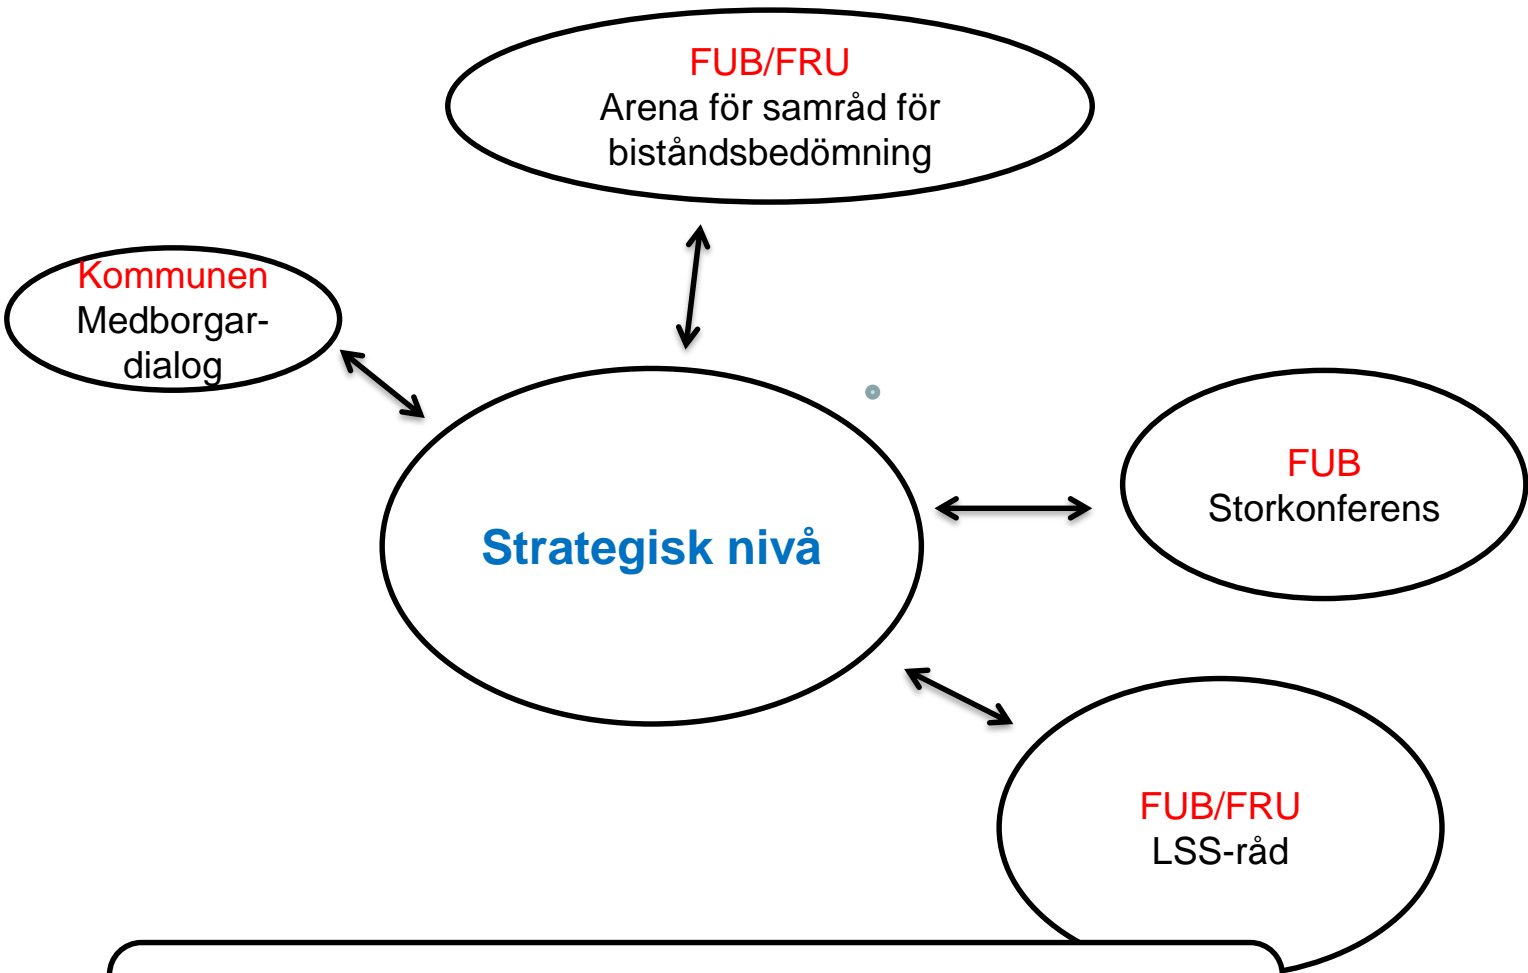 FUB/FRU
Arena för samråd för
biståndsbedömning
Kommunen
Medborgar-
dialog
FUB
Storkonferens
Strategisk nivå
FUB/FRU
LSS-råd